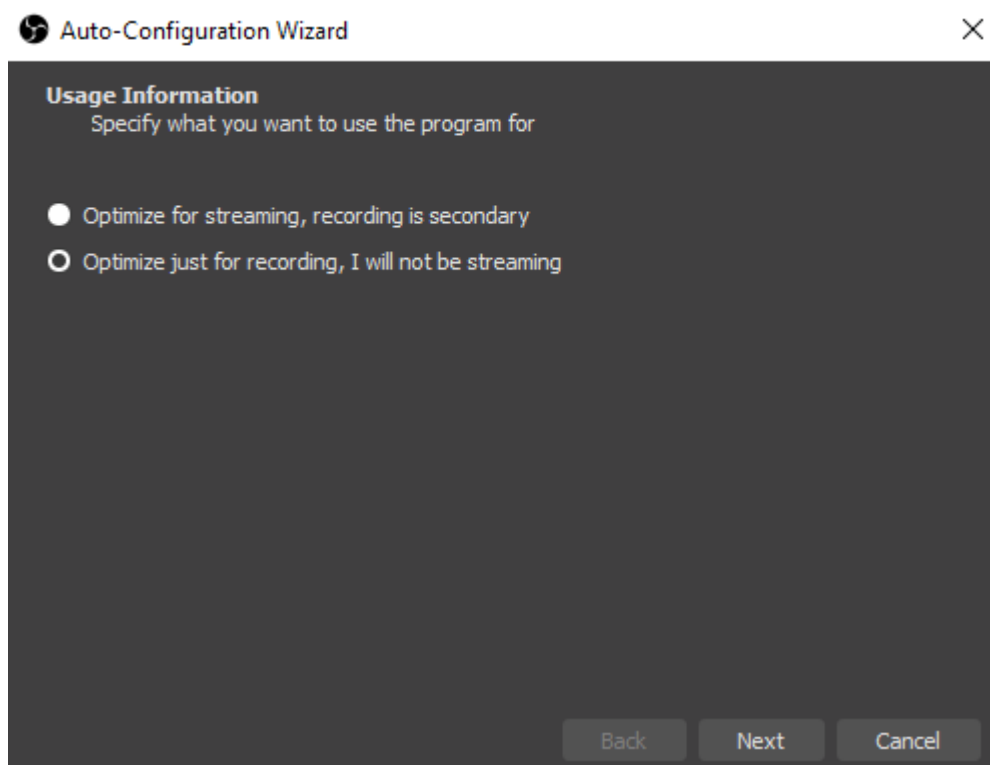 Auto-Configuration Wizard
Usage Information
Specify what you want to use the program for
Optimize for streaming, recording is secondary
Optimize just for recording, I will not be streaming
Back Next Cancel